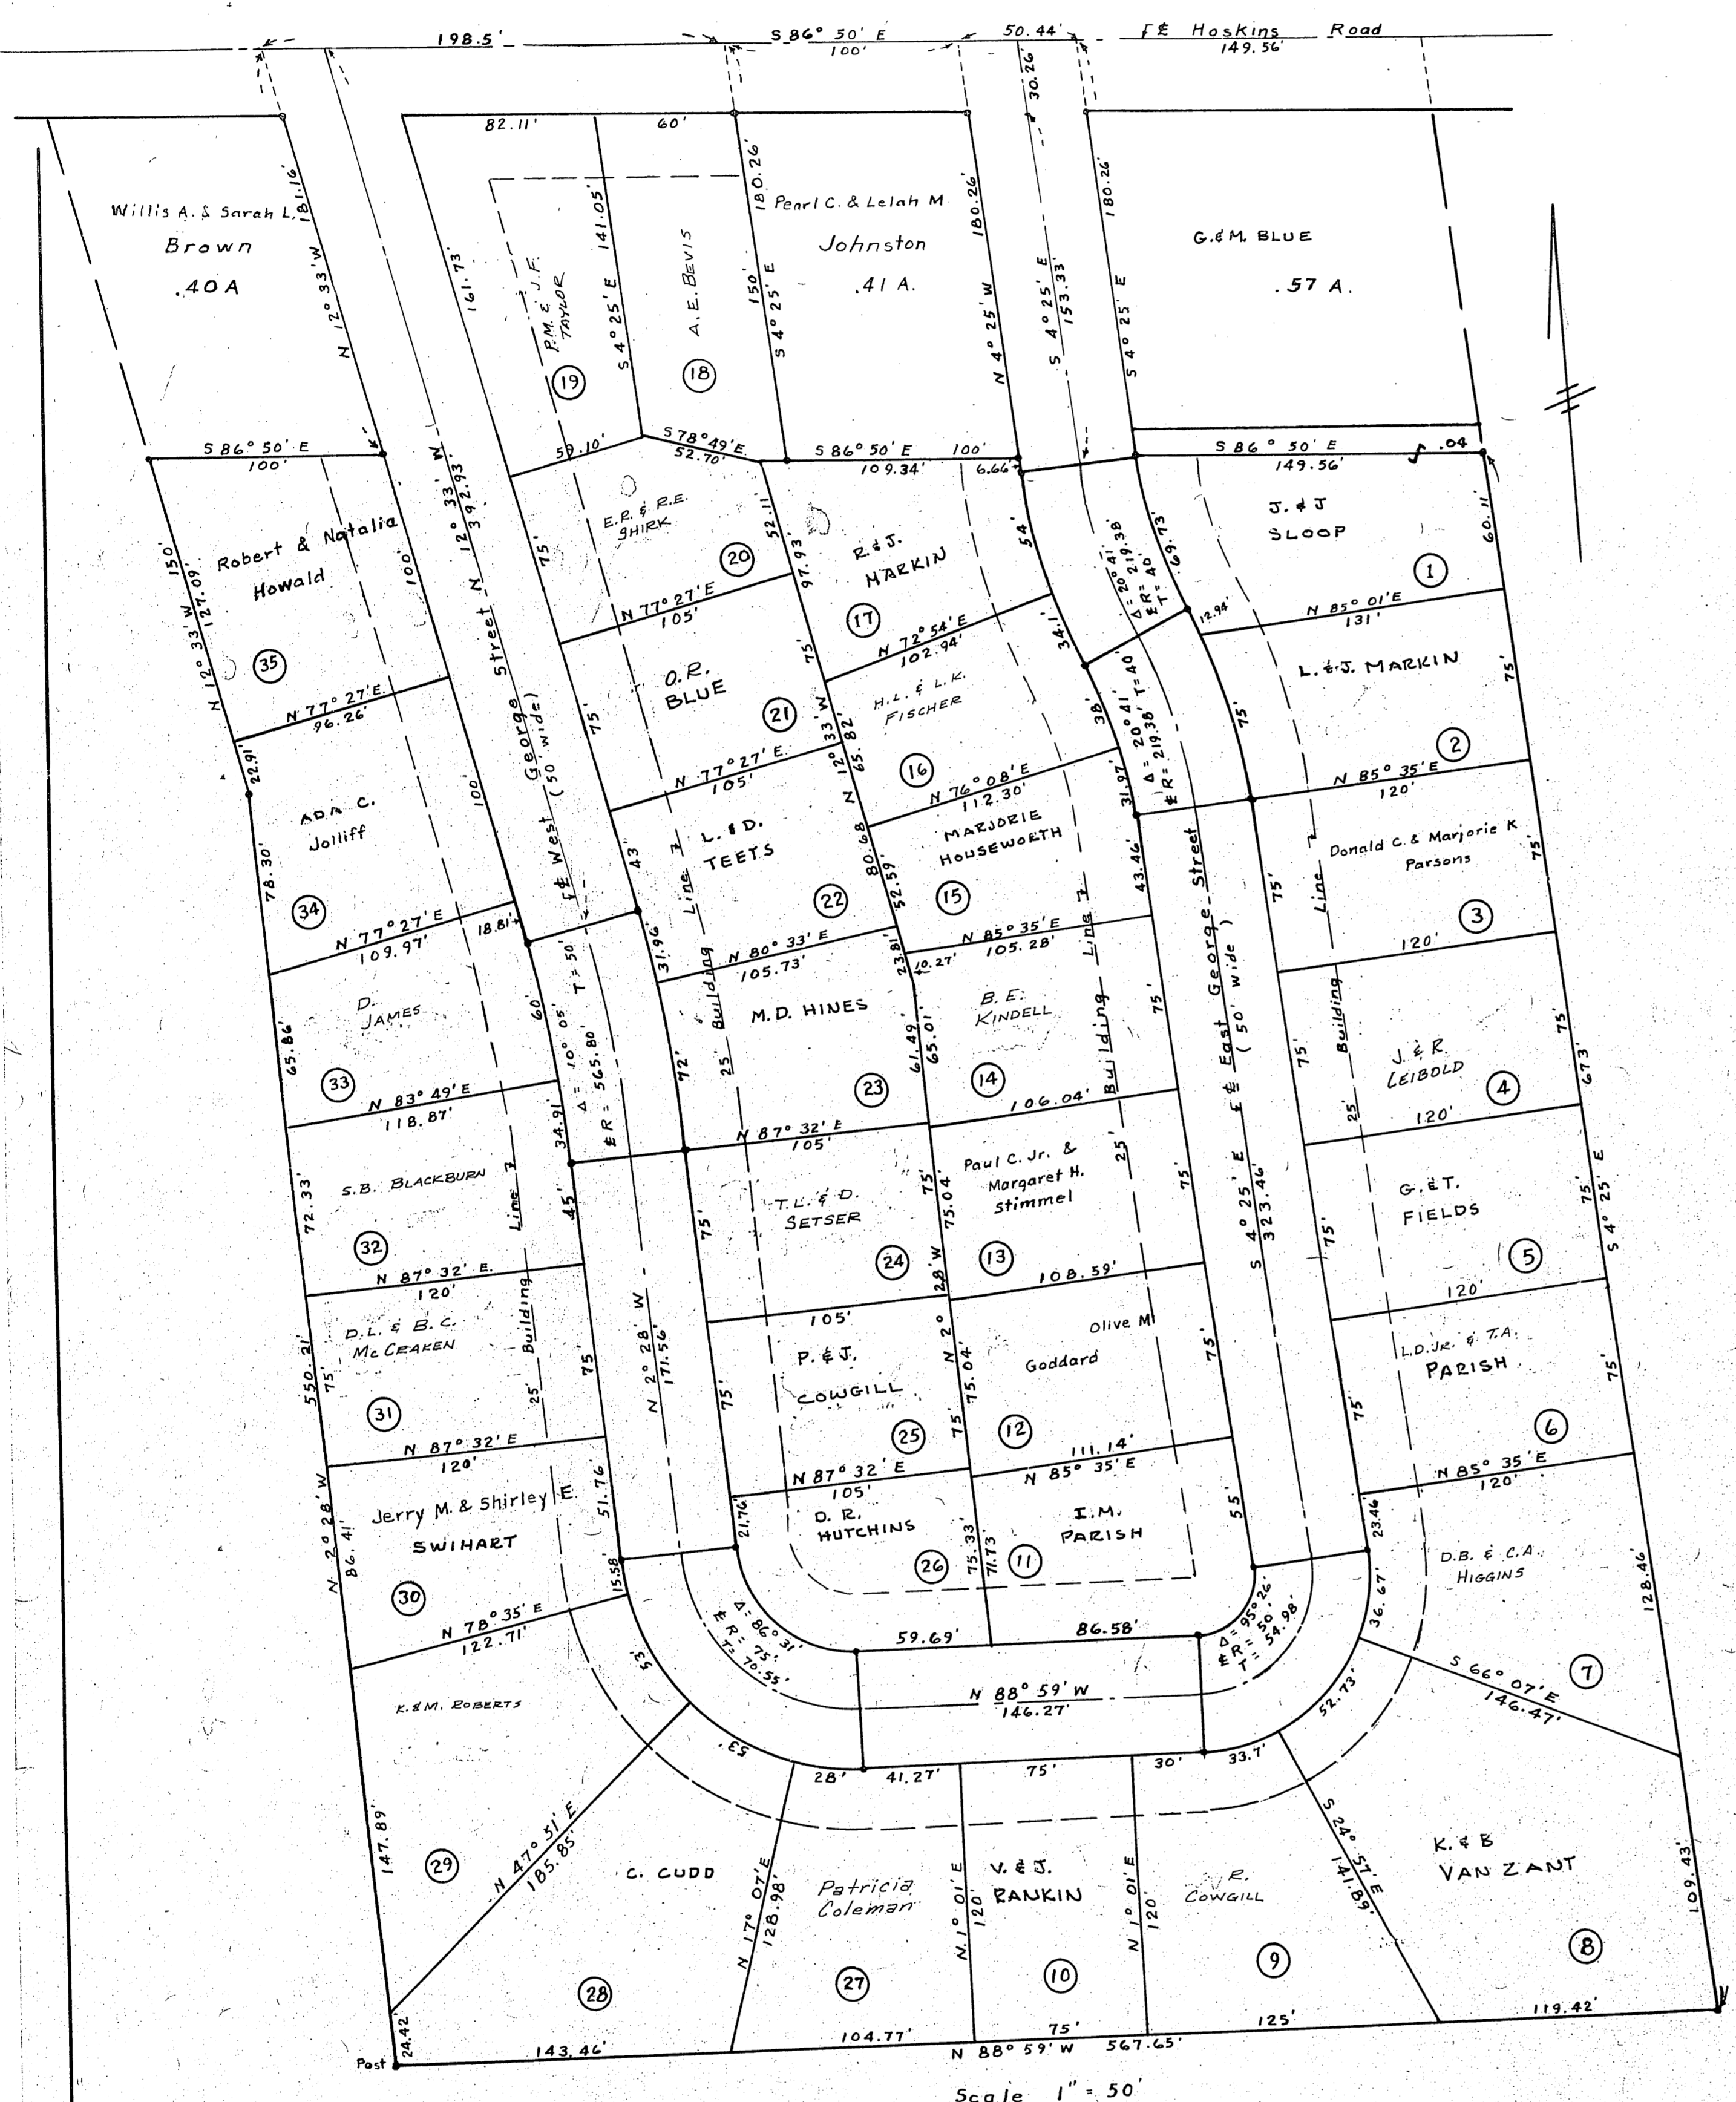 198.5'
S 86° 50' E
100'
50.44'
Γ ℄ Hoskins Road
149.56'
30.26'
82.11'
60'
Willis A. & Sarah L.
Brown
.40 A
181.16'
N 12° 33' W
161.73'
P.M. & J.F.
TAYLOR
19
S 4° 25' E 141.05'
A.E. BEVIS
18
180.26'
150'
S 4° 25' E
Pearl C. & Lelah M
Johnston
.41 A.
180.26'
N 4° 25' W
S 4° 25' E
153.33'
180.26'
S 4° 25' E
G. & M. BLUE
.57 A.
S 86° 50' E
100'
59.10'
S 78° 49' E
52.70'
S 86° 50' E 100'
109.34'
6.66'
S 86° 50' E
149.56'
.04
Robert & Natalia
Howald
35
150'
N 12° 33' W
127.09'
100'
N 12° 33' W
392.93'
℄ West George Street
(50' wide)
E.R. & R.E.
SHIRK
20
75'
52.11
97.93'
R & J.
MARKIN
17
54'
Δ = 20° 41'
℄ R = 219.38'
T = 40'
69.73'
J. & J
SLOOP
1
60.11'
N 77° 27' E
105'
N 72° 54' E
102.94'
34.1'
12.94'
N 85° 01' E
131'
N 77° 27' E.
96.26'
22.91'
O.R.
BLUE
21
75'
75'
N 12° 33' W
65.82'
H.L. & L.K.
FISCHER
16
38'
31.97'
Δ = 20° 41'
℄ R = 219.38' T = 40'
75'
L. & J. MARKIN
2
75'
N 77° 27' E.
105'
N 76° 08' E
112.30'
N 85° 35' E
120'
ADA C.
Jolliff
34
78.30'
100'
43'
L. & D.
TEETS
22
80.68
52.59'
MARJORIE
HOUSEWORTH
15
43.46'
℄ East George Street
( 50' wide )
75'
Donald C. & Marjorie K
Parsons
3
75'
N 77° 27' E
109.97'
18.81'
31.96
N 80° 33' E
105.73'
23.81'
10.27'
N 85° 35' E
105.28'
120'
D.
JAMES
33
65.86'
60'
Δ = 10° 05' T = 50'
℄ R = 565.80'
72'
25' Building Line
M.D. HINES
23
61.49'
65.01'
B. E.
KINDELL
14
25' Building Line
75'
75'
25' Building Line
J. & R.
LEIBOLD
4
75'
673'
N 83° 49' E
118.87'
34.91'
N 87° 32' E
105'
106.04'
120'
S.B. BLACKBURN
32
72.33'
45'
T.L. & D.
SETSER
24
75'
75'
75.04'
Paul C. Jr. &
Margaret H.
Stimmel
13
75'
S 4° 25' E
323.46'
75'
G. & T.
FIELDS
5
75'
S 4° 25' E
N 87° 32' E.
120'
105'
N 2° 28' W
108.59'
120'
D.L. & B.C.
McCRAKEN
31
550.21'
75'
25' Building Line
75'
N 2° 28' W
171.56'
75'
P. & J.
COWGILL
25
75'
75.04'
Olive M
Goddard
12
75'
75'
L.D. JR. & T.A.
PARISH
6
75'
N 87° 32' E
120'
N 87° 32' E
105'
111.14'
N 85° 35' E
N 85° 35' E
120'
N 2° 28' W
86.41'
Jerry M. & Shirley E.
SWIHART
30
51.76
15.58'
21.76'
D. R.
HUTCHINS
26
75.33'
71.73'
I.M.
PARISH
11
55'
23.46'
36.67'
D.B. & C.A.
HIGGINS
7
128.46'
N 78° 35' E
122.71'
53'
Δ = 86° 31'
℄ R = 75'
T = 70.55'
59.69'
86.58'
Δ = 95° 26'
℄ R = 50'
T = 54.98'
S 66° 07' E
146.47'
52.73'
K. & M. ROBERTS
29
147.89'
N 88° 59' W
146.27'
53'
28'
41.27'
75'
30'
33.7'
N 47° 51' E
185.85'
C. CUDD
28
N 17° 07' E
128.98'
Patricia
Coleman
27
N. 1° 01' E
120'
V. & J.
RANKIN
10
N 1° 01' E
120'
R.
COWGILL
9
S 24° 57' E
141.89'
K. & B
VAN ZANT
8
109.43'
24.42'
Post
143.46'
104.77'
75'
125'
119.42'
N 88° 59' W 567.65'
Scale 1" = 50'